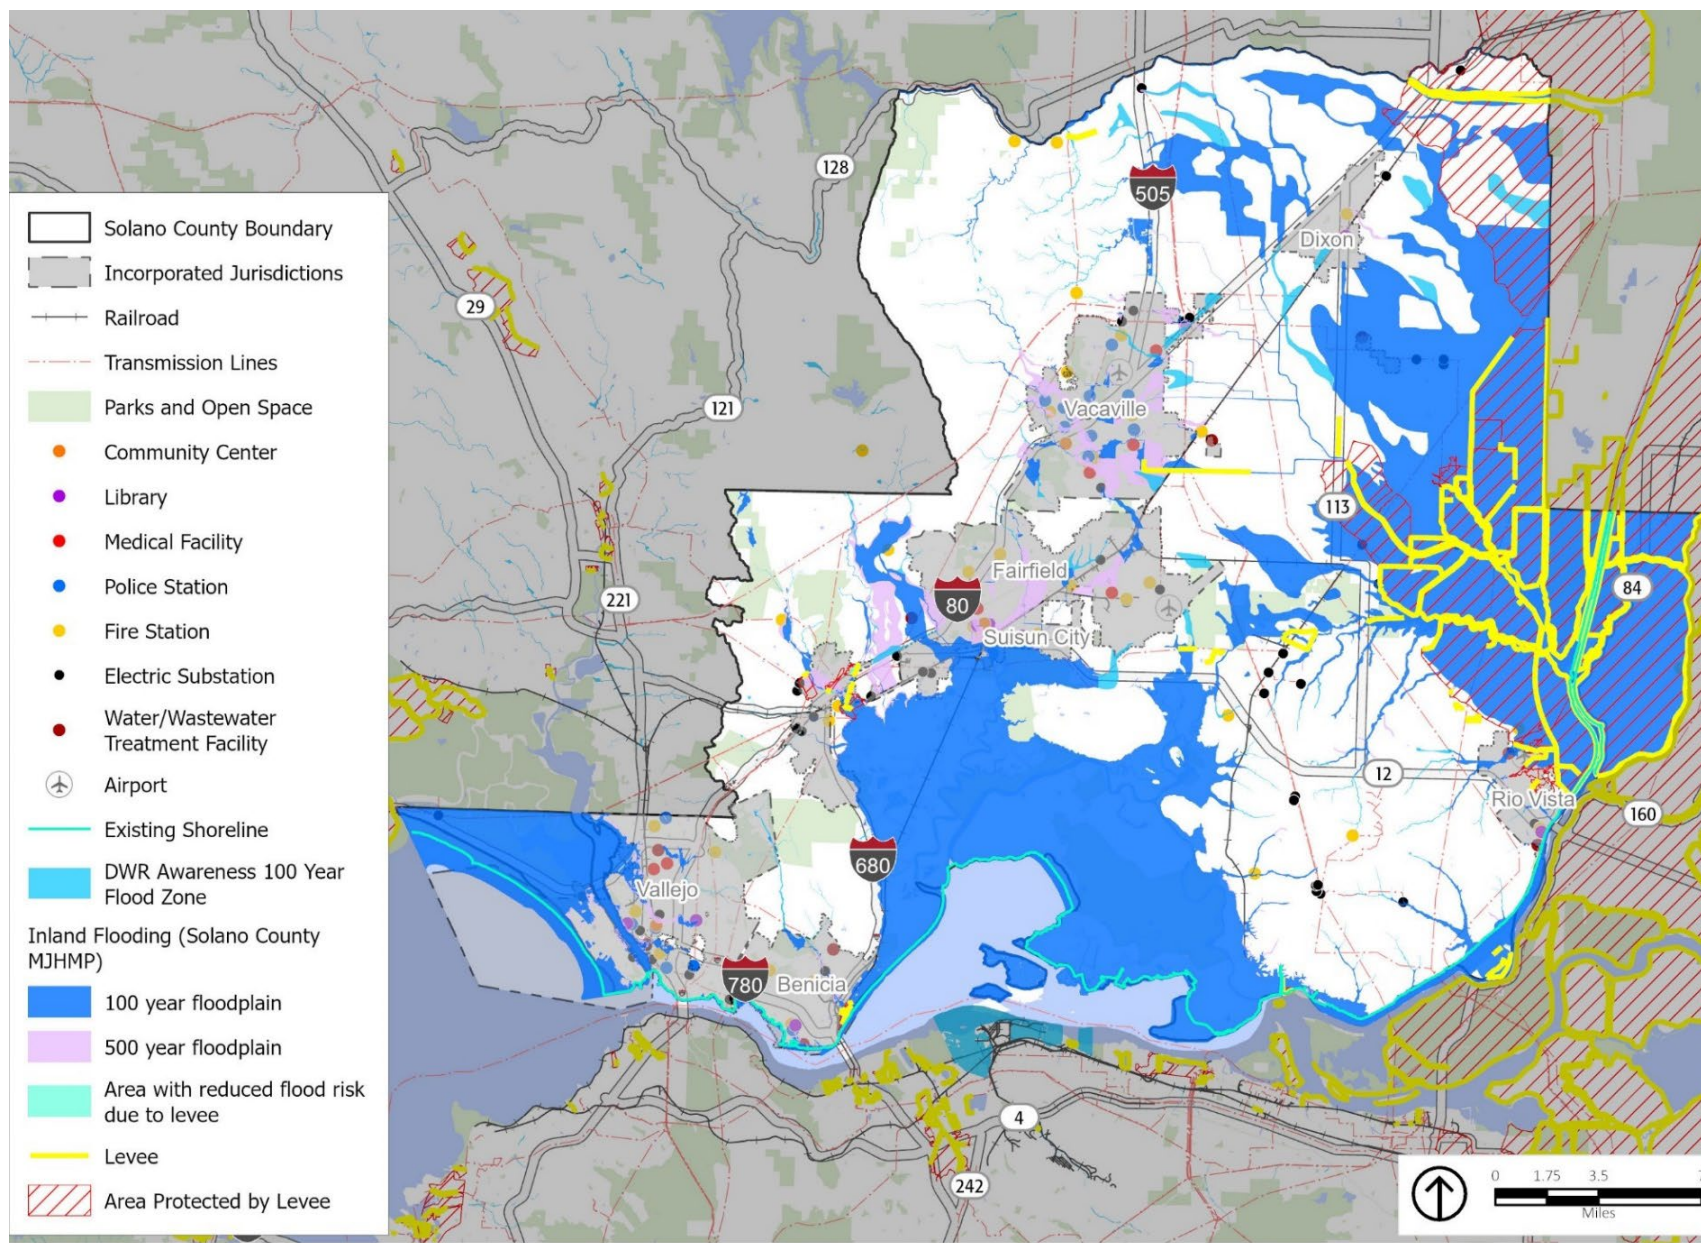 Solano County Boundary
Incorporated Jurisdictions
Railroad
Transmission Lines
Parks and Open Space
Community Center
Library
Medical Facility
Police Station
Fire Station
Electric Substation
Water/Wastewater
Treatment Facility
Airport
Existing Shoreline
DWR Awareness 100 Year
Flood Zone
Inland Flooding (Solano County
MJHMP)
100 year floodplain
500 year floodplain
Area with reduced flood risk
due to levee
Levee
Area Protected by Levee
128
505
Dixon
29
121
Vacaville
113
221
Fairfield
80
84
Suisun City
12
Rio Vista
160
680
Vallejo
780
Benicia
4
242
0 1.75 3.5 7
Miles